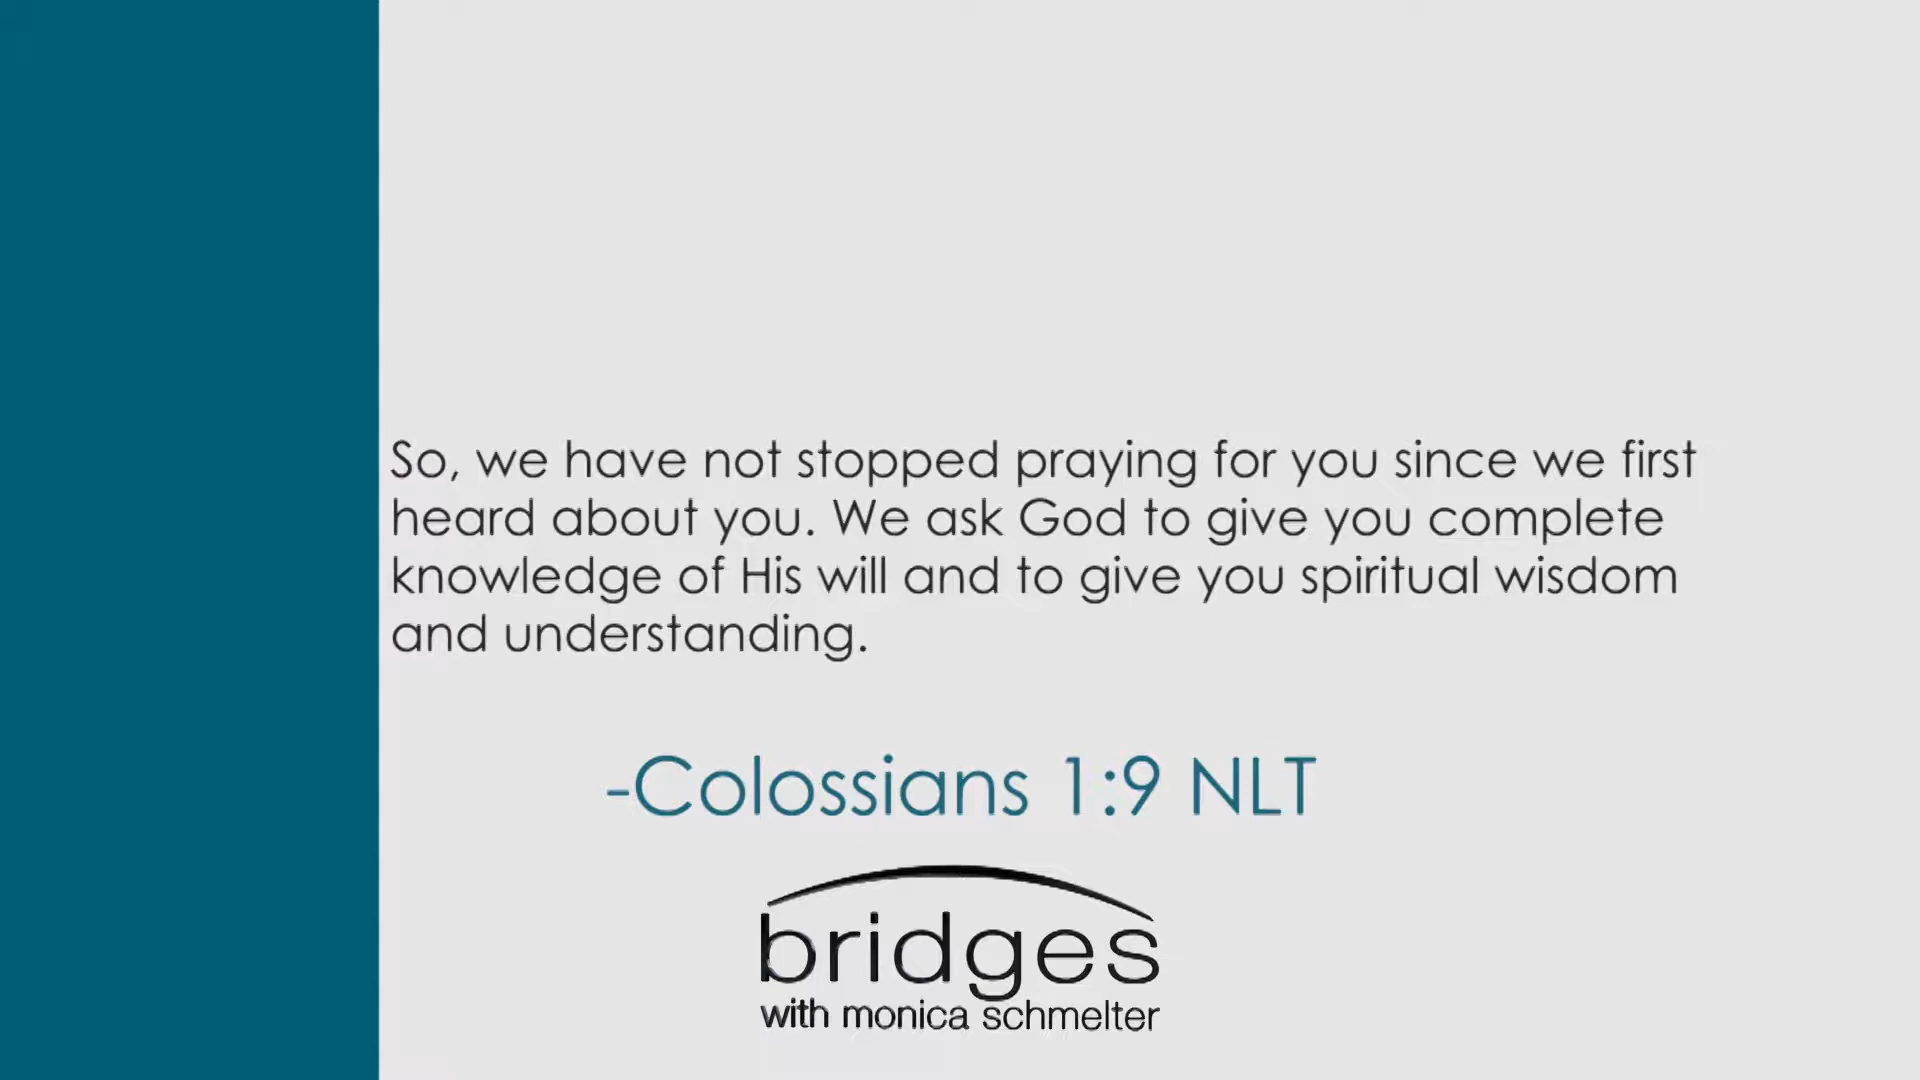 So, we have not stopped praying for you since we first
heard about you. We ask God to give you complete
knowledge of His will and to give you spiritual wisdom
and understanding.
-Colossians 1:9 NLT
bridges
with monica schmelter